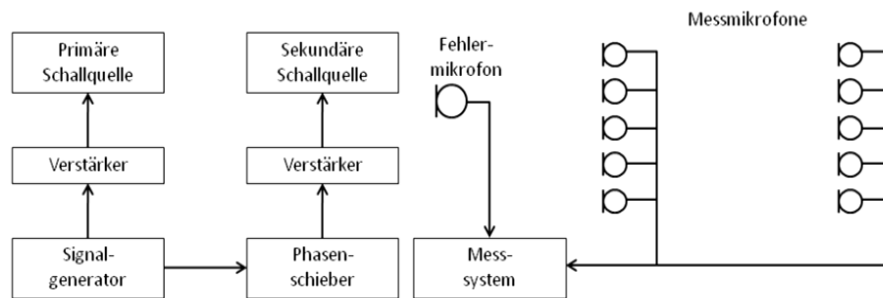 Messmikrofone
Primäre
Schallquelle
Sekundäre
Schallquelle
Fehler-
mikrofon
Verstärker
Verstärker
Signal-
generator
Phasen-
schieber
Mess-
system